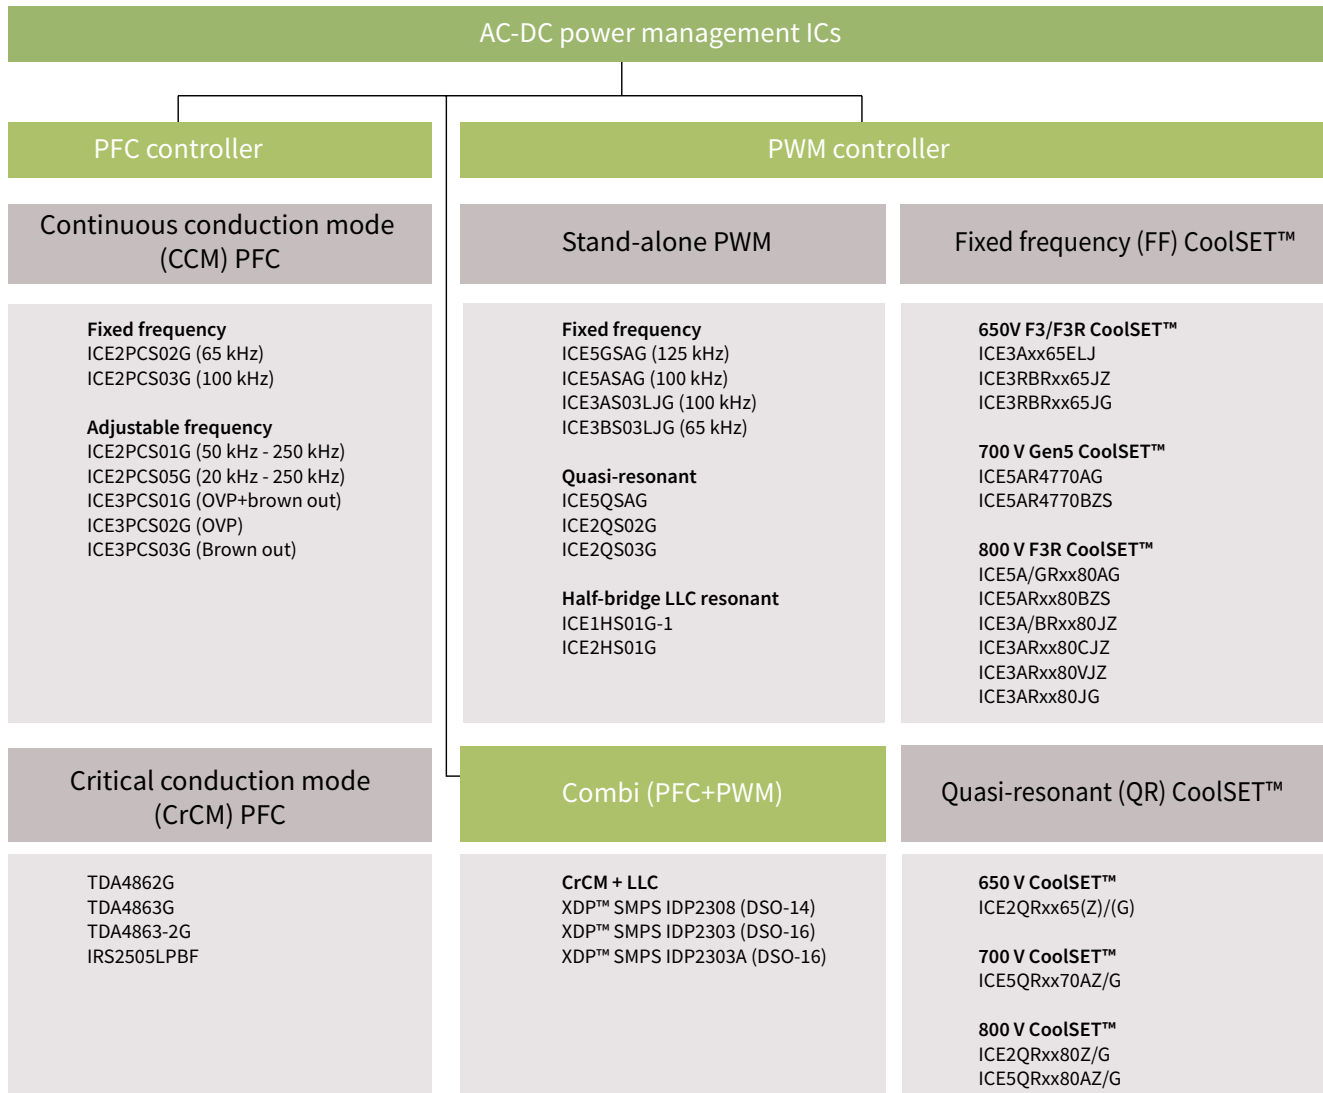 AC-DC power management ICs
PFC controller
PWM controller
Continuous conduction mode
(CCM) PFC
Fixed frequency
ICE2PCS02G (65 kHz)
ICE2PCS03G (100 kHz)
Adjustable frequency
ICE2PCS01G (50 kHz - 250 kHz)
ICE2PCS05G (20 kHz - 250 kHz)
ICE3PCS01G (OVP+brown out)
ICE3PCS02G (OVP)
ICE3PCS03G (Brown out)
Stand-alone PWM
Fixed frequency
ICE5GSAG (125 kHz)
ICE5ASAG (100 kHz)
ICE3AS03LJG (100 kHz)
ICE3BS03LJG (65 kHz)
Quasi-resonant
ICE5QSAG
ICE2QS02G
ICE2QS03G
Half-bridge LLC resonant
ICE1HS01G-1
ICE2HS01G
Fixed frequency (FF) CoolSET™
650V F3/F3R CoolSET™
ICE3Axx65ELJ
ICE3RBRxx65JZ
ICE3RBRxx65JG
700 V Gen5 CoolSET™
ICE5AR4770AG
ICE5AR4770BZS
800 V F3R CoolSET™
ICE5A/GRxx80AG
ICE5ARxx80BZS
ICE3A/BRxx80JZ
ICE3ARxx80CJZ
ICE3ARxx80VJZ
ICE3ARxx80JG
Critical conduction mode
(CrCM) PFC
TDA4862G
TDA4863G
TDA4863-2G
IRS2505LPBF
Combi (PFC+PWM)
CrCM + LLC
XDP™ SMPS IDP2308 (DSO-14)
XDP™ SMPS IDP2303 (DSO-16)
XDP™ SMPS IDP2303A (DSO-16)
Quasi-resonant (QR) CoolSET™
650 V CoolSET™
ICE2QRxx65(Z)/(G)
700 V CoolSET™
ICE5QRxx70AZ/G
800 V CoolSET™
ICE2QRxx80Z/G
ICE5QRxx80AZ/G